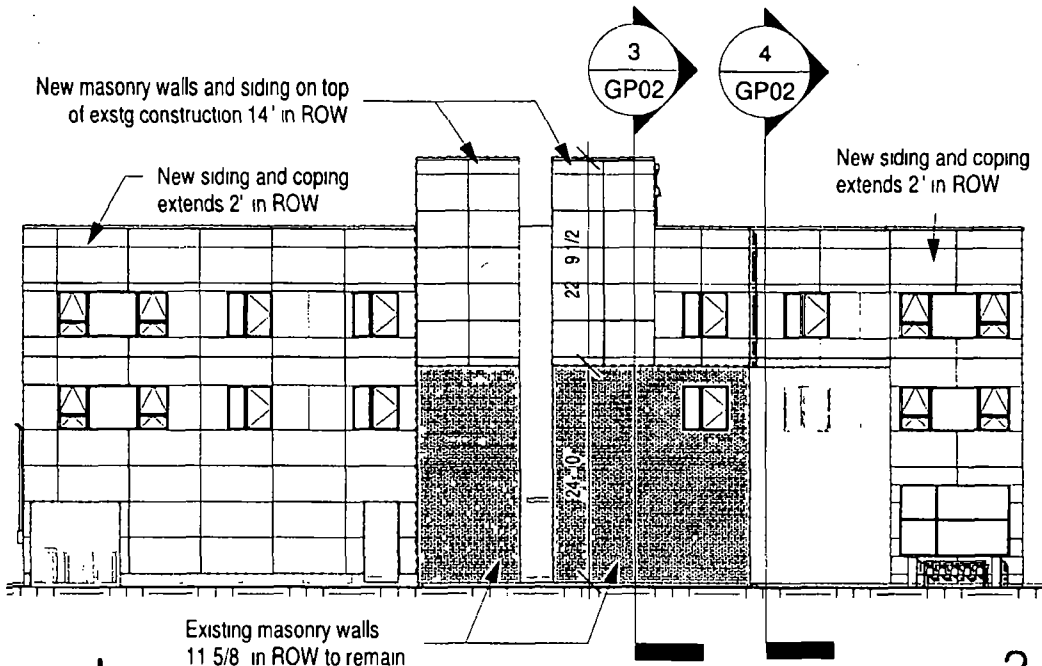 3
GP02
4
GP02
New masonry walls and siding on top
of exstg construction 14' in ROW
New siding and coping
extends 2' in ROW
New siding and coping
extends 2' in ROW
22 9 1/2
24'-0
Existing masonry walls
11 5/8 in ROW to remain